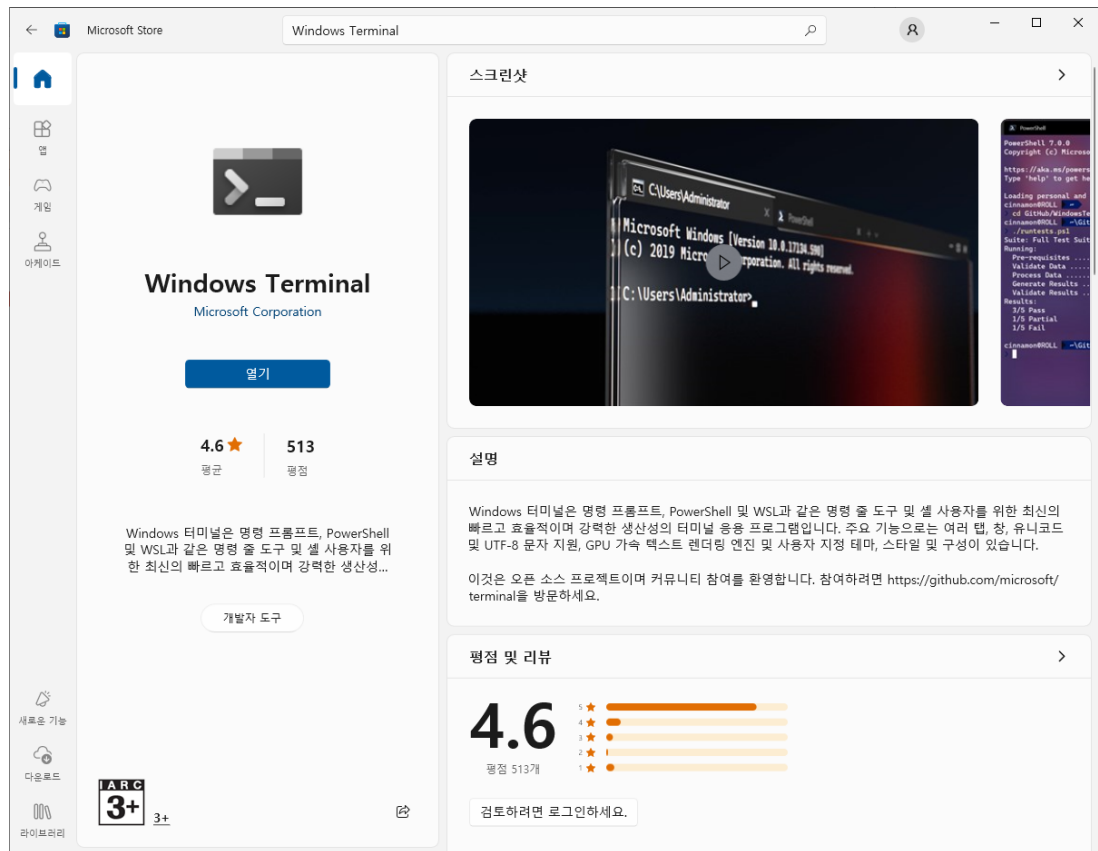 Microsoft Store
Windows Terminal
앱
게임
아케이드
새로운 기능
다운로드
라이브러리
Windows Terminal
Microsoft Corporation
열기
4.6
평균
513
평점
Windows 터미널은 명령 프롬프트, PowerShell
및 WSL과 같은 명령 줄 도구 및 셸 사용자를 위
한 최신의 빠르고 효율적이며 강력한 생산성...
개발자 도구
IARC
3+
3+
스크린샷
C:\Users\Administrator
X
PowerShell
Microsoft Windows [Version 10.0.17134.590]
(c) 2019 Micro
rporation. All rights reserved.
C:\Users\Administrator>
PowerShell
PowerShell 7.0.0
Copyright (c) Microso
https://aka.ms/powers
Type 'help' to get he
Loading personal and
cinnamon@ROLL ~
cd GitHub/WindowsTe
cinnamon@ROLL ~\Git
./runtests.ps1
Suite: Full Test Suit
Running:
Pre-requisites ....
Validate Data .....
Process Data ......
Generate Results ..
Validate Results ..
Results:
3/5 Pass
1/5 Partial
1/5 Fail
cinnamon@ROLL ~\Git
설명
Windows 터미널은 명령 프롬프트, PowerShell 및 WSL과 같은 명령 줄 도구 및 셸 사용자를 위한 최신의
빠르고 효율적이며 강력한 생산성의 터미널 응용 프로그램입니다. 주요 기능으로는 여러 탭, 창, 유니코드
및 UTF-8 문자 지원, GPU 가속 텍스트 렌더링 엔진 및 사용자 지정 테마, 스타일 및 구성이 있습니다.
이것은 오픈 소스 프로젝트이며 커뮤니티 참여를 환영합니다. 참여하려면 https://github.com/microsoft/
terminal을 방문하세요.
평점 및 리뷰
4.6
평점 513개
5
4
3
2
1
검토하려면 로그인하세요.